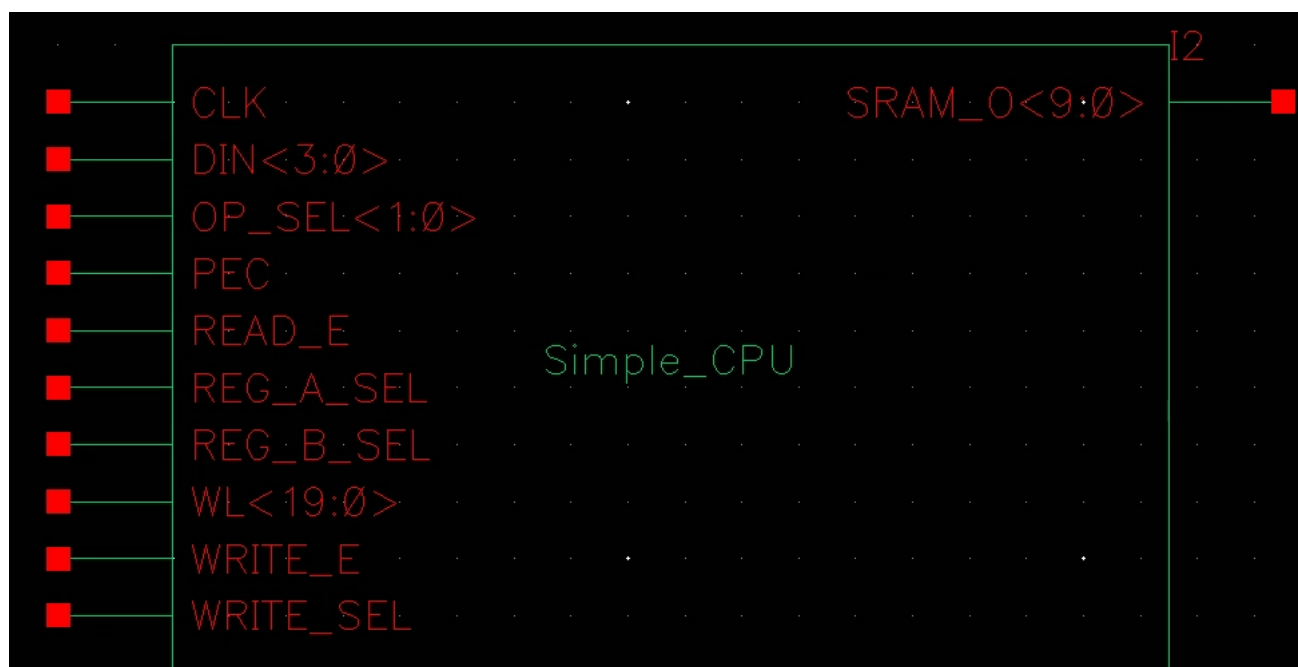 I2
CLK SRAM_O<9:0>
DIN<3:0>
OP_SEL<1:0>
PEC
READ_E
Simple_CPU
REG_A_SEL
REG_B_SEL
WL<19:0>
WRITE_E
WRITE_SEL